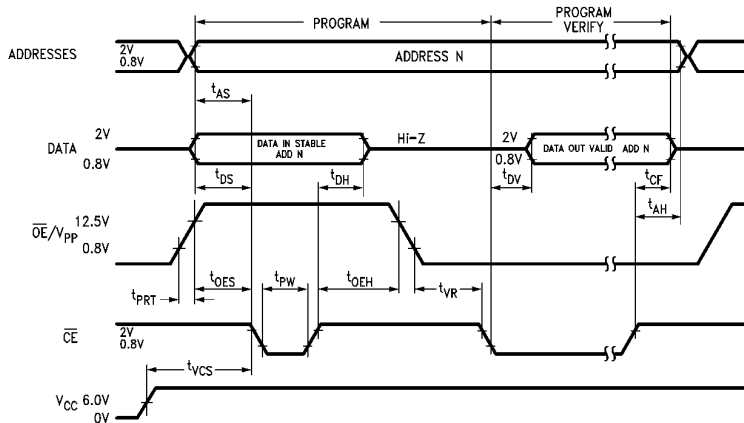 PROGRAM
PROGRAM
VERIFY
ADDRESSES
2V
0.8V
ADDRESS N
tAS
DATA
2V
0.8V
DATA IN STABLE
ADD N
Hi-Z
2V
0.8V
DATA OUT VALID ADD N
tDS
tDH
tDV
tCF
tAH
OE/VPP
12.5V
0.8V
tPRT
tOES
tPW
tOEH
tVR
CE
2V
0.8V
tVCS
VCC
6.0V
0V